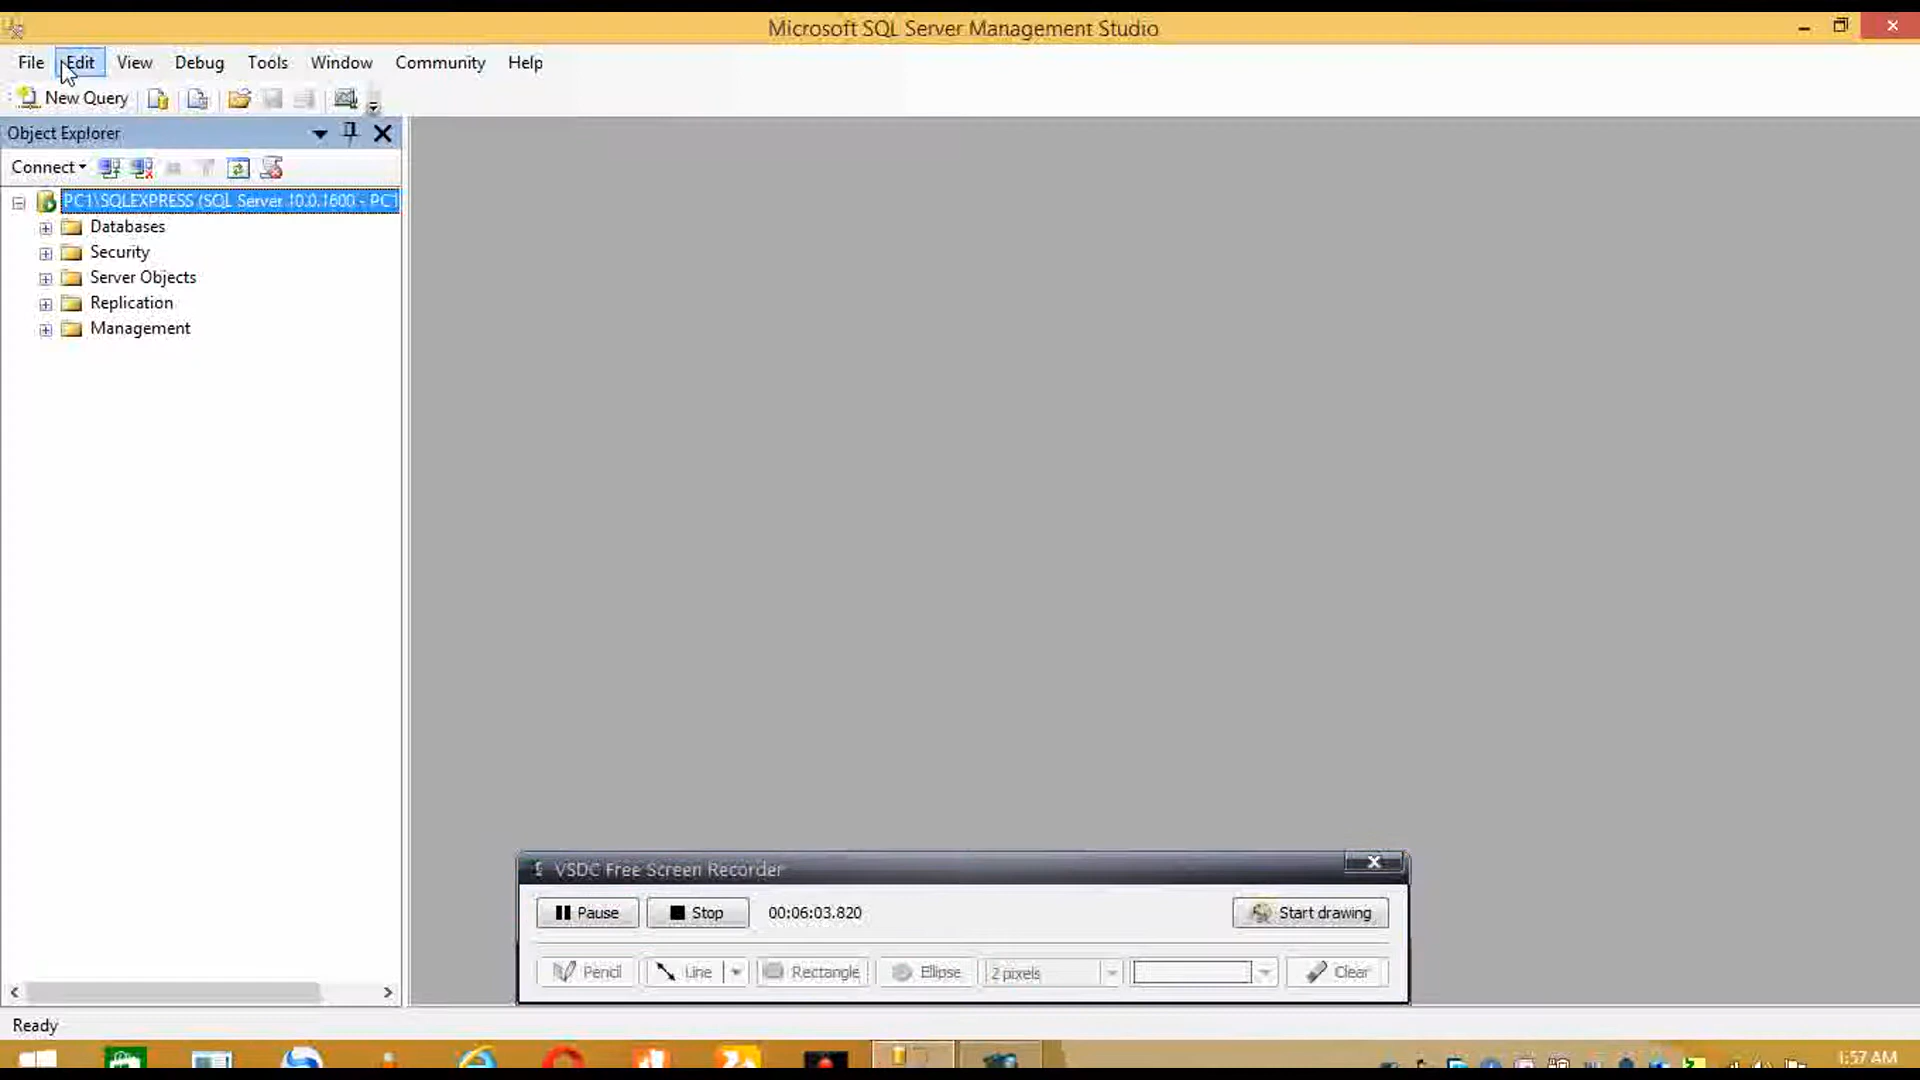 Microsoft SQL Server Management Studio
File Edit View Debug Tools Window Community Help
New Query
Object Explorer
Connect
PC1\SQLEXPRESS (SQL Server 10.0.1600 - PC1
Databases
Security
Server Objects
Replication
Management
VSDC Free Screen Recorder
Pause Stop 00:06:03.820 Start drawing
Pencil Line Rectangle Ellipse 2 pixels Clear
Ready
1:57 AM